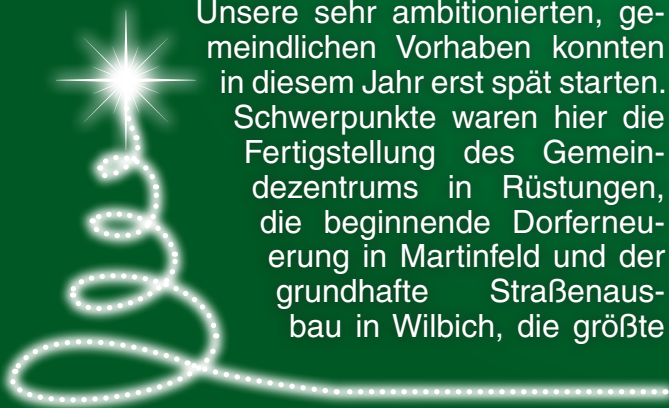 Unsere sehr ambitionierten, ge-
meindlichen Vorhaben konnten
in diesem Jahr erst spät starten.
Schwerpunkte waren hier die
Fertigstellung des Gemein-
dezentrums in Rüstungen,
die beginnende Dorferneu-
erung in Martinfeld und der
grundhafte Straßenaus-
bau in Wilbich, die größte